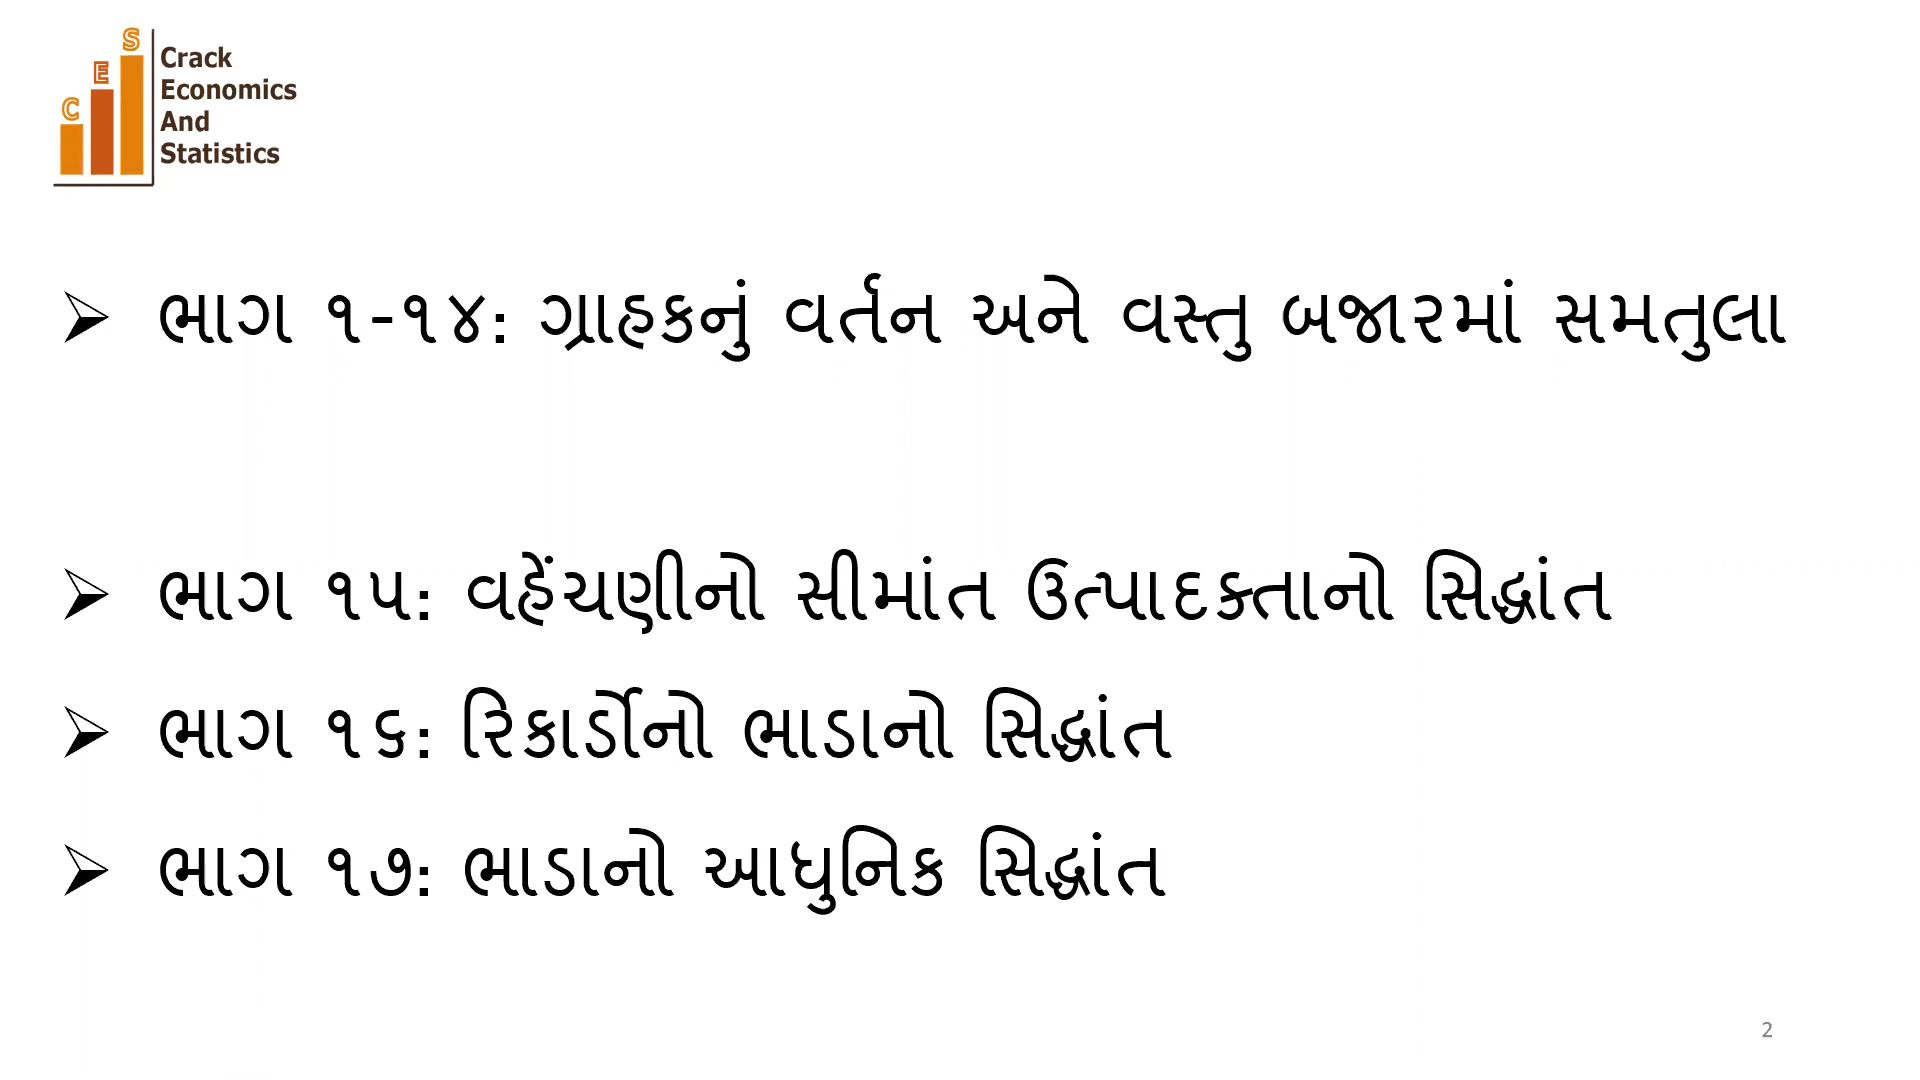 S
E
C
Crack
Economics
And
Statistics
➢ ભાગ ૧-૧૪: ગ્રાહકનું વર્તન અને વસ્તુ બજારમાં સમતુલા
➢ ભાગ ૧૫: વહેંચણીનો સીમાંત ઉત્પાદક્તાનો સિદ્ધાંત
➢ ભાગ ૧૬: રિકાર્ડોનો ભાડાનો સિદ્ધાંત
➢ ભાગ ૧૭: ભાડાનો આધુનિક સિદ્ધાંત
2